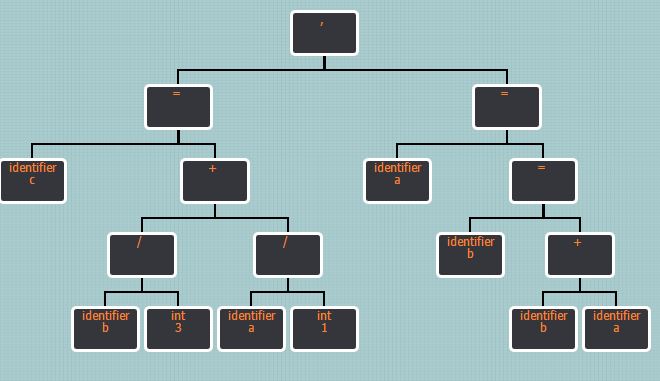 ,
=
=
identifier
c
+
identifier
a
=
/
/
identifier
b
+
identifier
b
int
3
identifier
a
int
1
identifier
b
identifier
a